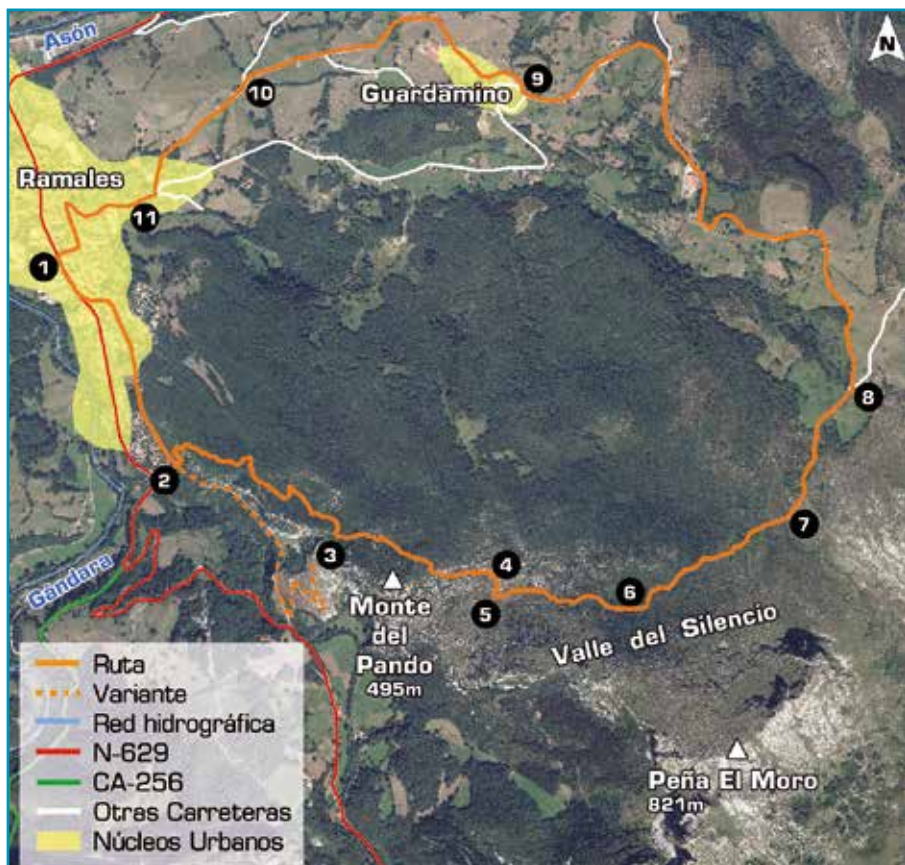 Asón
N
Guardamino
9
10
Ramales
11
1
8
2
7
3
4
6
5
Gándara
Monte
del
Pando
495m
Valle del Silencio
Peña El Moro
821m
Ruta
Variante
Red hidrográfica
N-629
CA-256
Otras Carreteras
Núcleos Urbanos